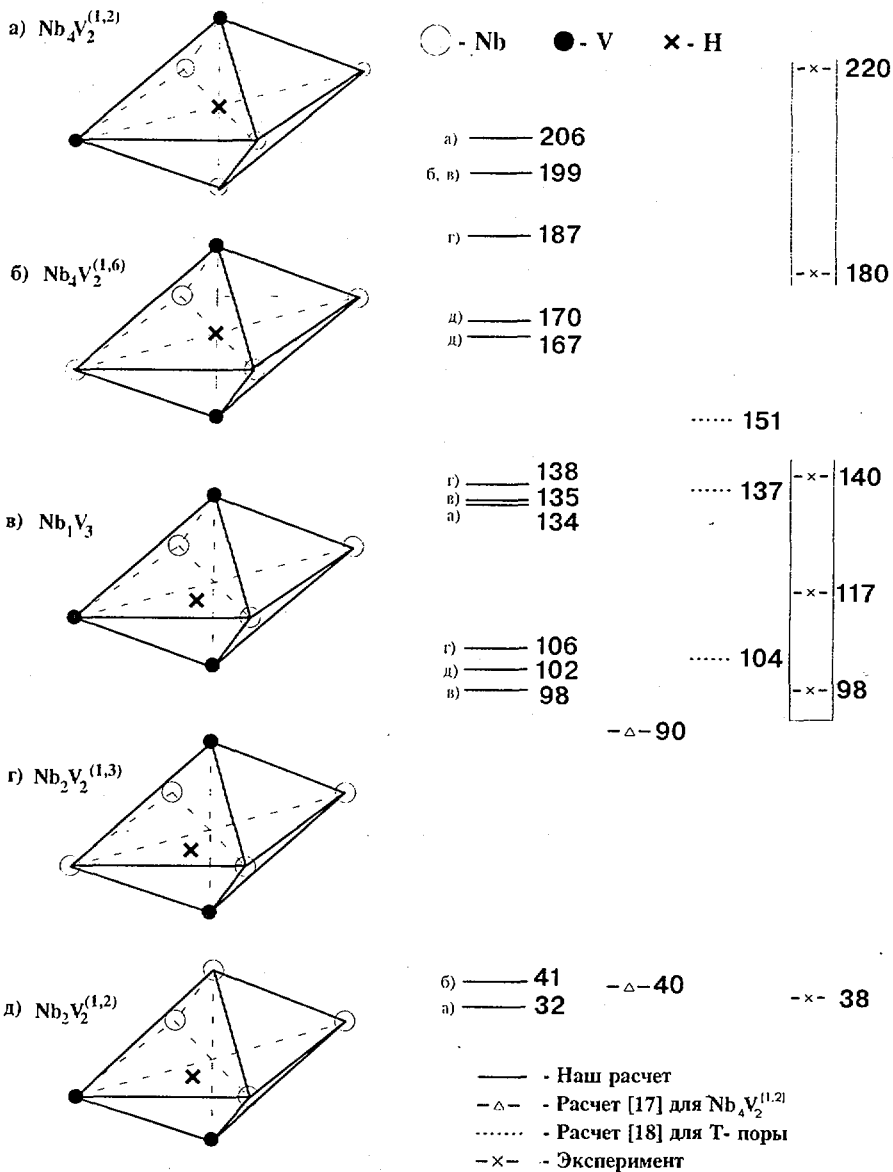 а) Nb₄V₂⁽¹,²⁾
○ - Nb ● - V × - H
-×- 220
а) 206
б, в) 199
г) 187
б) Nb₄V₂⁽¹,⁶⁾
-×- 180
д) 170
д) 167
151
г) 138
137
-×- 140
в) 135
а) 134
в) Nb₁V₃
-×- 117
г) 106
104
д) 102
в) 98
-×- 98
-△- 90
г) Nb₂V₂⁽¹,³⁾
б) 41
-△- 40
-×- 38
а) 32
д) Nb₂V₂⁽¹,²⁾
—— - Наш расчет
-△- - Расчет [17] для Nb₄V₂[1.2]
....... - Расчет [18] для Т- поры
-×- - Эксперимент